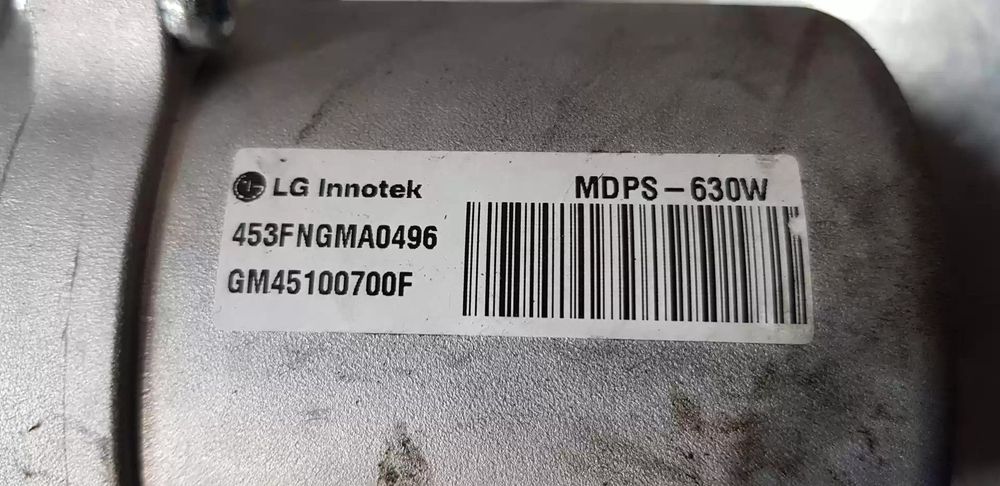 LG Innotek
MDPS-630W
453FNGMA0496
GM45100700F